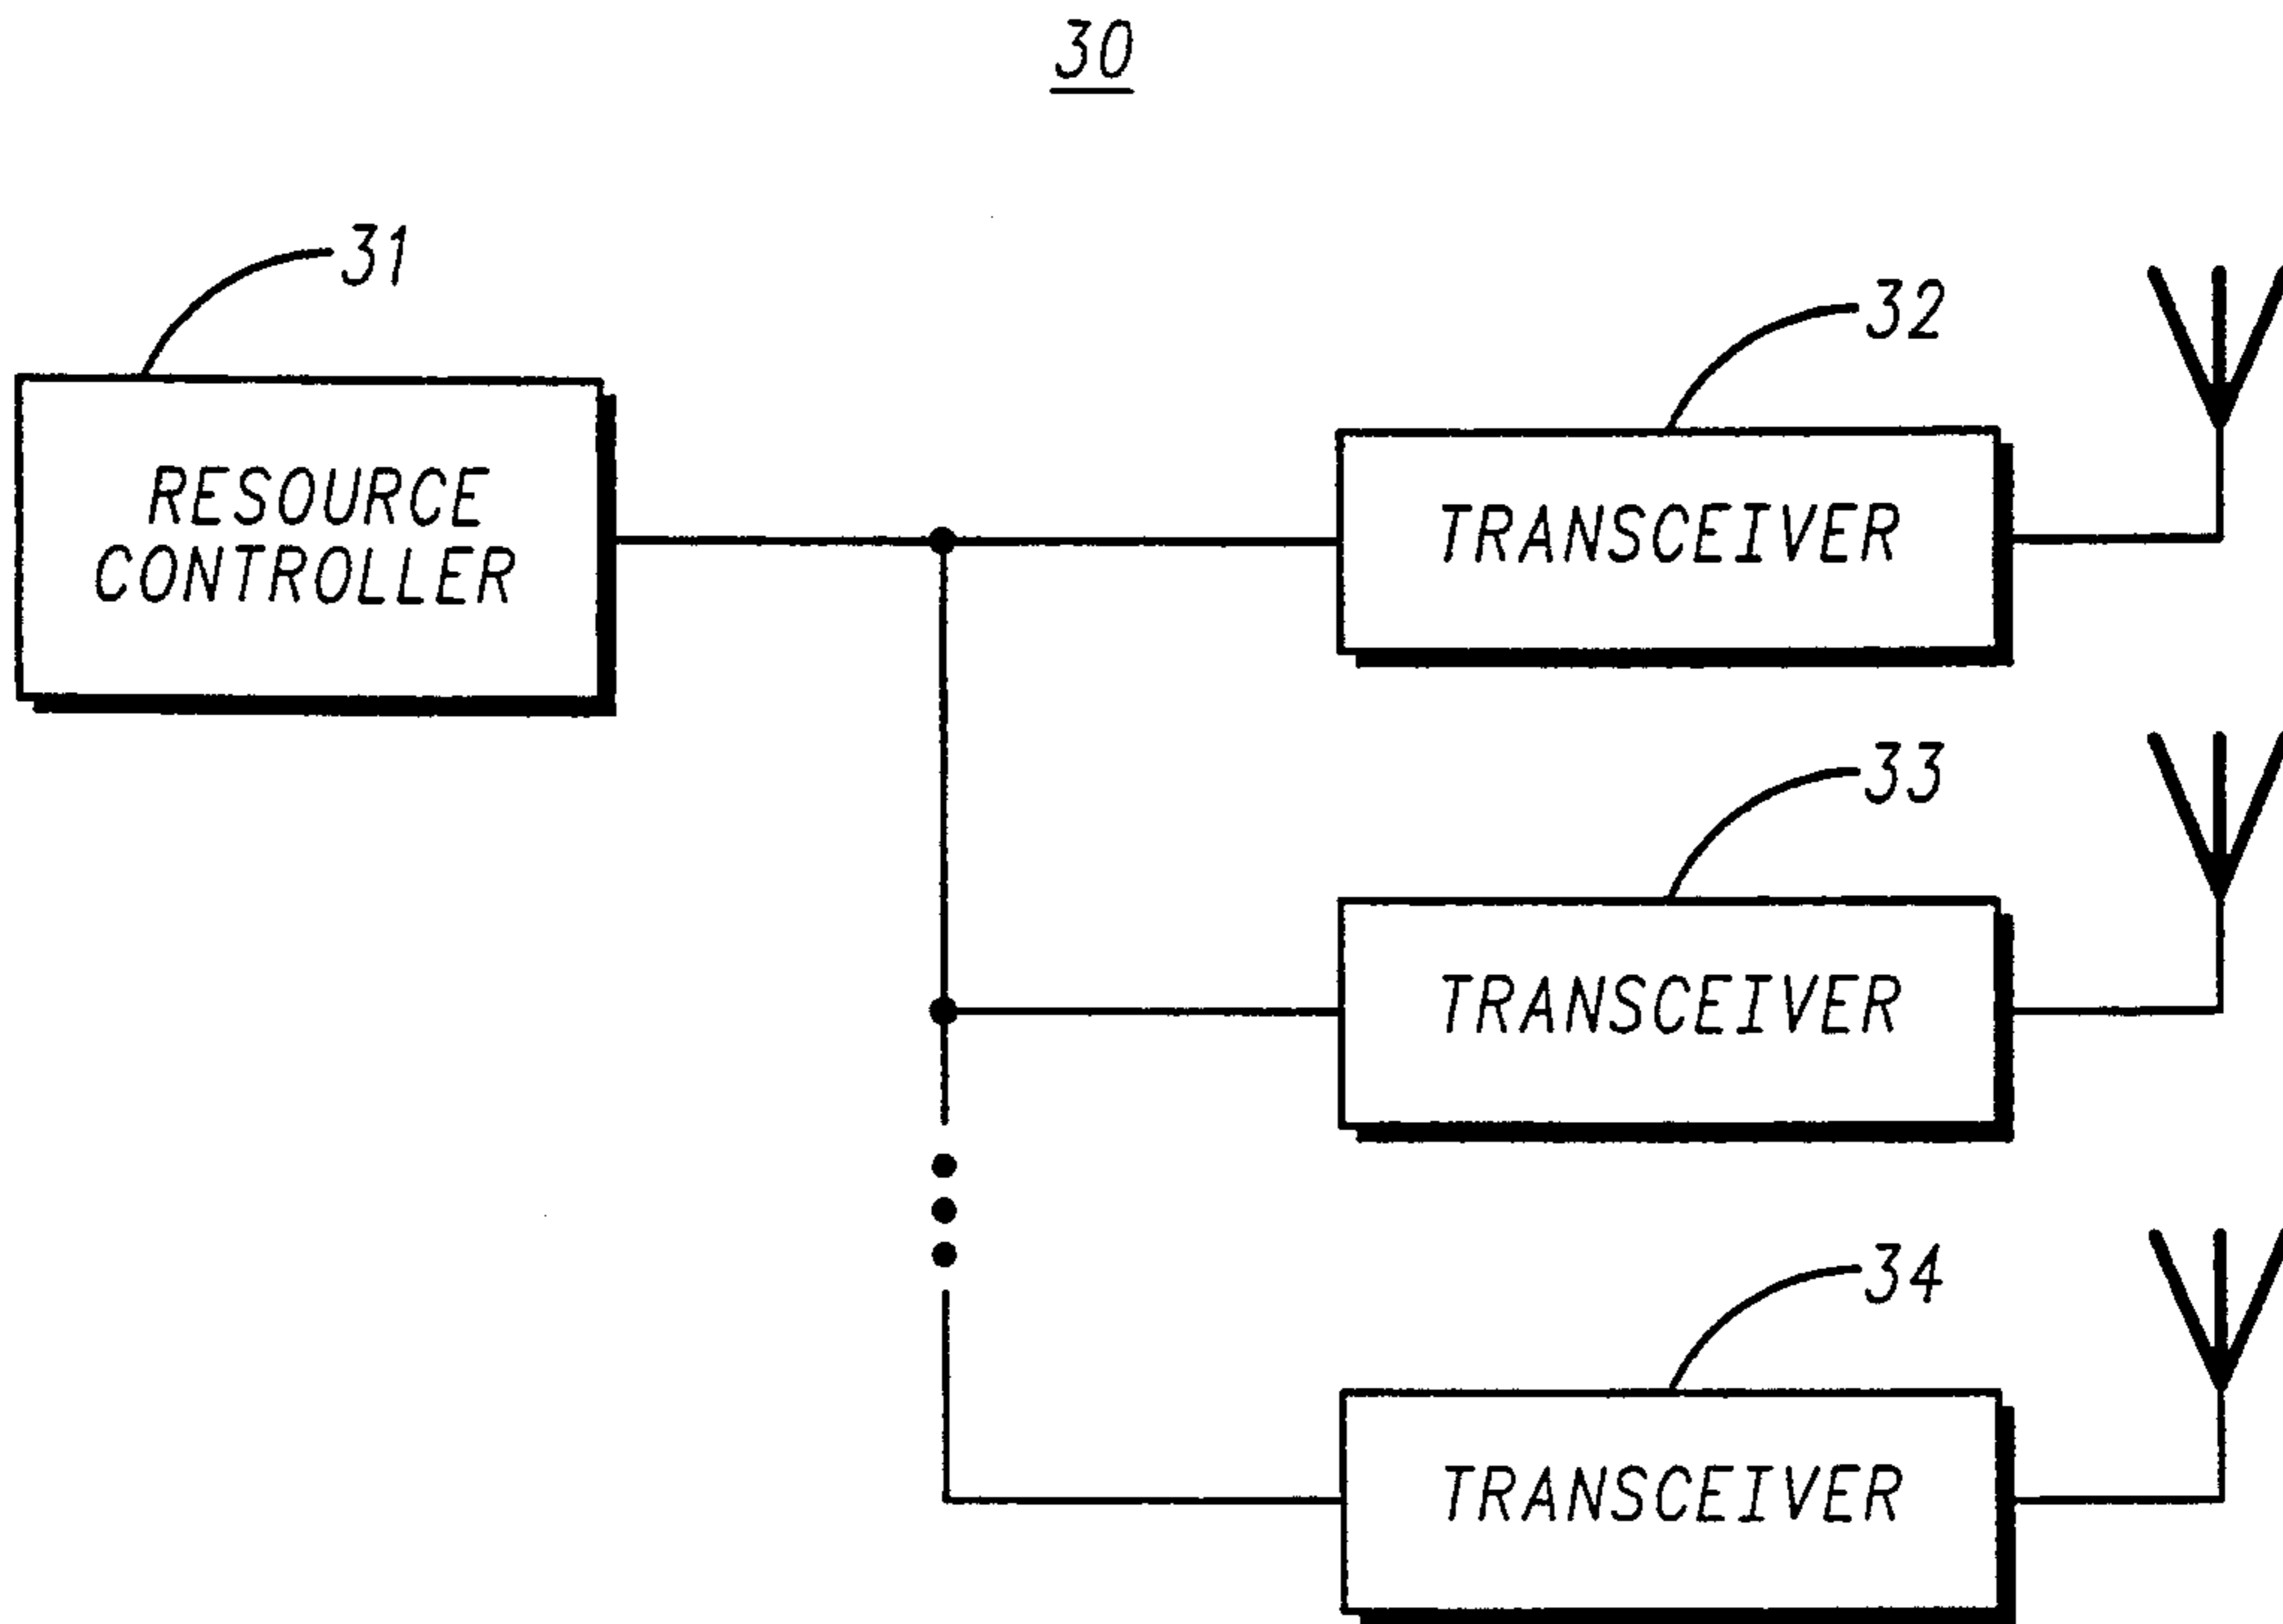 30
31
32
RESOURCE
CONTROLLER
TRANSCEIVER
33
TRANSCEIVER
34
TRANSCEIVER